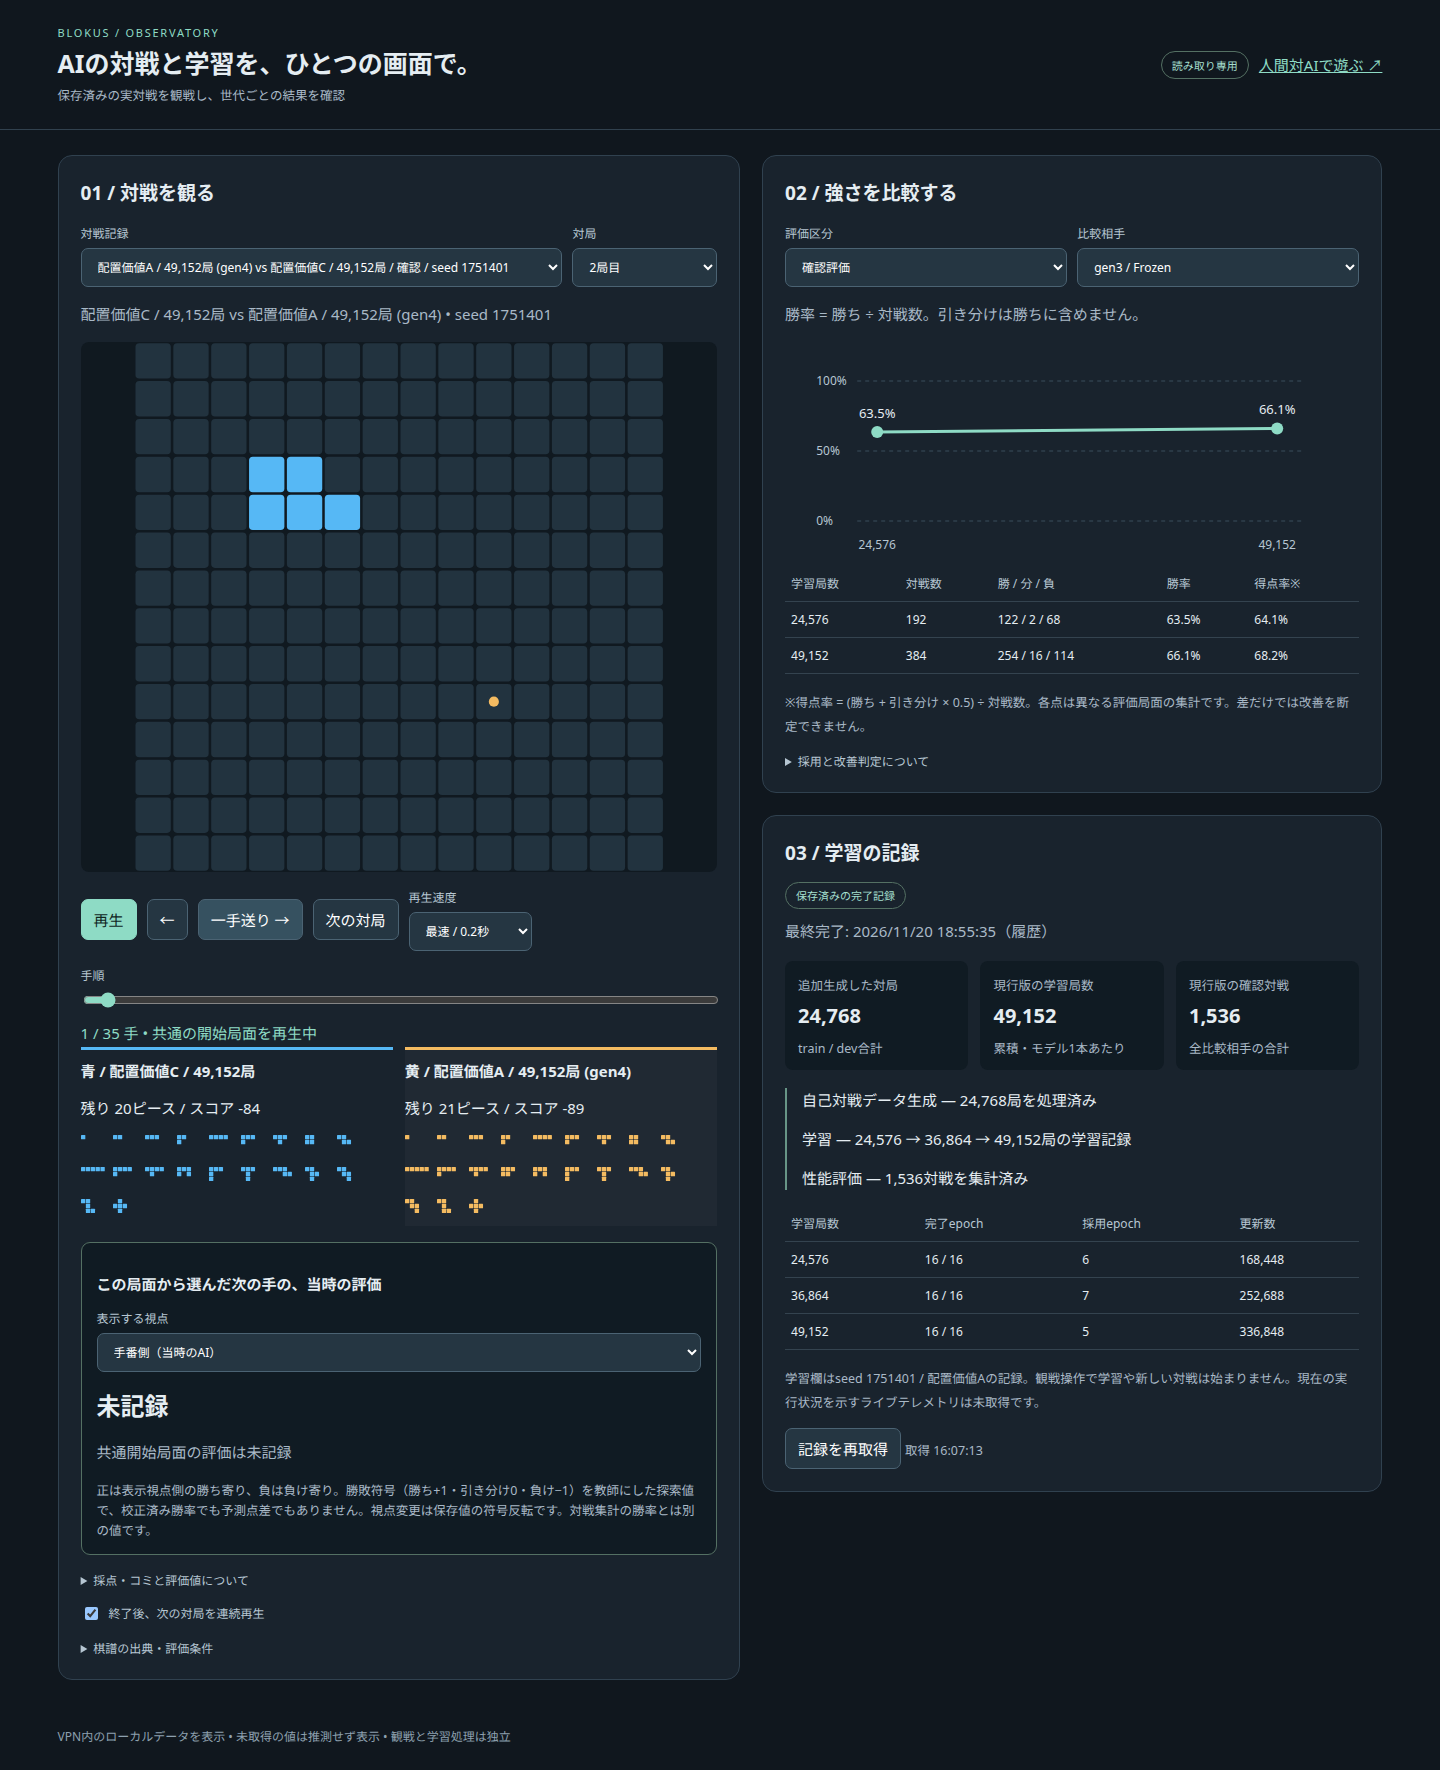 BLOKUS / OBSERVATORY
AIの対戦と学習を、ひとつの画面で。
保存済みの実対戦を観戦し、世代ごとの結果を確認
読み取り専用
人間対AIで遊ぶ ↗
01 / 対戦を観る
対戦記録
対局
配置価値A / 49,152局 (gen4) vs 配置価値C / 49,152局 / 確認 / seed 1751401
2局目
配置価値C / 49,152局 vs 配置価値A / 49,152局 (gen4) • seed 1751401
再生
←
一手送り →
次の対局
再生速度
最速 / 0.2秒
手順
1 / 35 手 • 共通の開始局面を再生中
青 / 配置価値C / 49,152局
残り 20ピース / スコア -84
黄 / 配置価値A / 49,152局 (gen4)
残り 21ピース / スコア -89
この局面から選んだ次の手の、当時の評価
表示する視点
手番側（当時のAI）
未記録
共通開始局面の評価は未記録
正は表示視点側の勝ち寄り、負は負け寄り。勝敗符号（勝ち+1・引き分け0・負け−1）を教師にした探索値
で、校正済み勝率でも予測点差でもありません。視点変更は保存値の符号反転です。対戦集計の勝率とは別
の値です。
▶ 採点・コミと評価値について
終了後、次の対局を連続再生
▶ 棋譜の出典・評価条件
02 / 強さを比較する
評価区分
比較相手
確認評価
gen3 / Frozen
勝率 = 勝ち ÷ 対戦数。引き分けは勝ちに含めません。
100%
63.5%
66.1%
50%
0%
24,576
49,152
学習局数 対戦数 勝 / 分 / 負 勝率 得点率※
24,576 192 122 / 2 / 68 63.5% 64.1%
49,152 384 254 / 16 / 114 66.1% 68.2%
※得点率 = (勝ち + 引き分け × 0.5) ÷ 対戦数。各点は異なる評価局面の集計です。差だけでは改善を断
定できません。
▶ 採用と改善判定について
03 / 学習の記録
保存済みの完了記録
最終完了: 2026/11/20 18:55:35（履歴）
追加生成した対局
24,768
train / dev合計
現行版の学習局数
49,152
累積・モデル1本あたり
現行版の確認対戦
1,536
全比較相手の合計
自己対戦データ生成 — 24,768局を処理済み
学習 — 24,576 → 36,864 → 49,152局の学習記録
性能評価 — 1,536対戦を集計済み
学習局数 完了epoch 採用epoch 更新数
24,576 16 / 16 6 168,448
36,864 16 / 16 7 252,688
49,152 16 / 16 5 336,848
学習欄はseed 1751401 / 配置価値Aの記録。観戦操作で学習や新しい対戦は始まりません。現在の実
行状況を示すライブテレメトリは未取得です。
記録を再取得
取得 16:07:13
VPN内のローカルデータを表示 • 未取得の値は推測せず表示 • 観戦と学習処理は独立